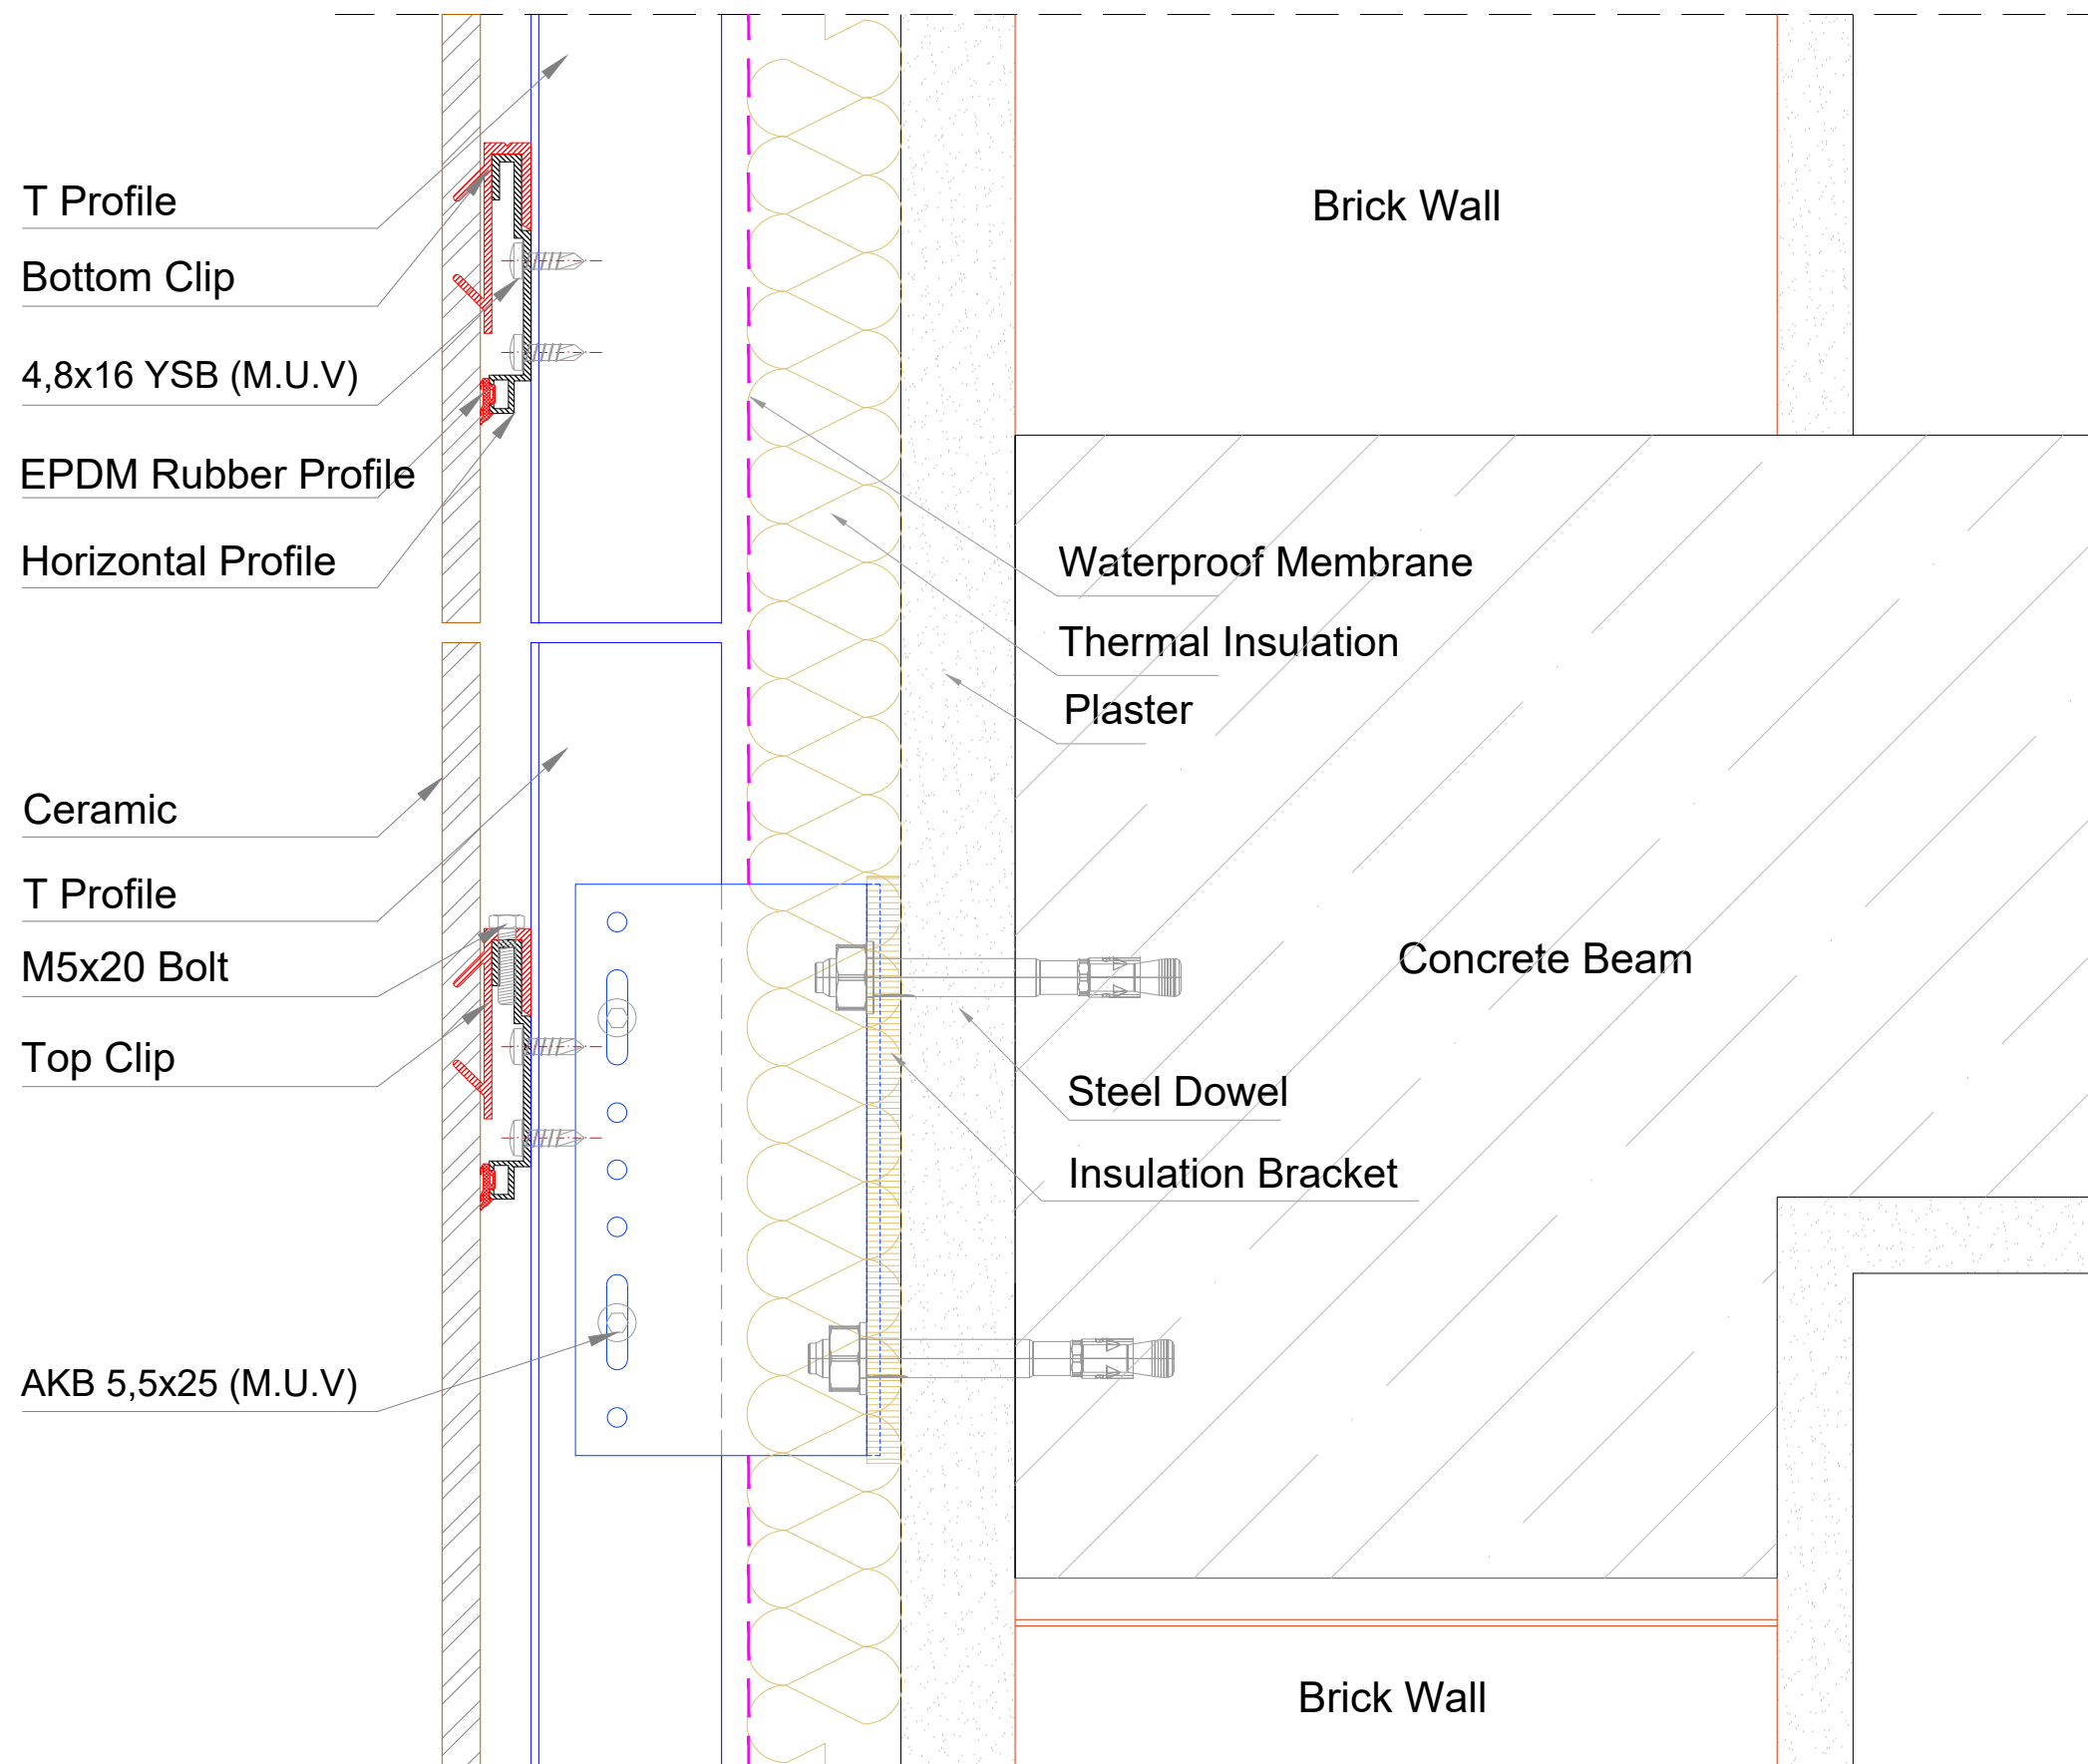 T Profile
Bottom Clip
4,8x16 YSB (M.U.V)
EPDM Rubber Profile
Horizontal Profile
Ceramic
T Profile
M5x20 Bolt
Top Clip
AKB 5,5x25 (M.U.V)
Brick Wall
Waterproof Membrane
Thermal Insulation
Plaster
Concrete Beam
Steel Dowel
Insulation Bracket
Brick Wall